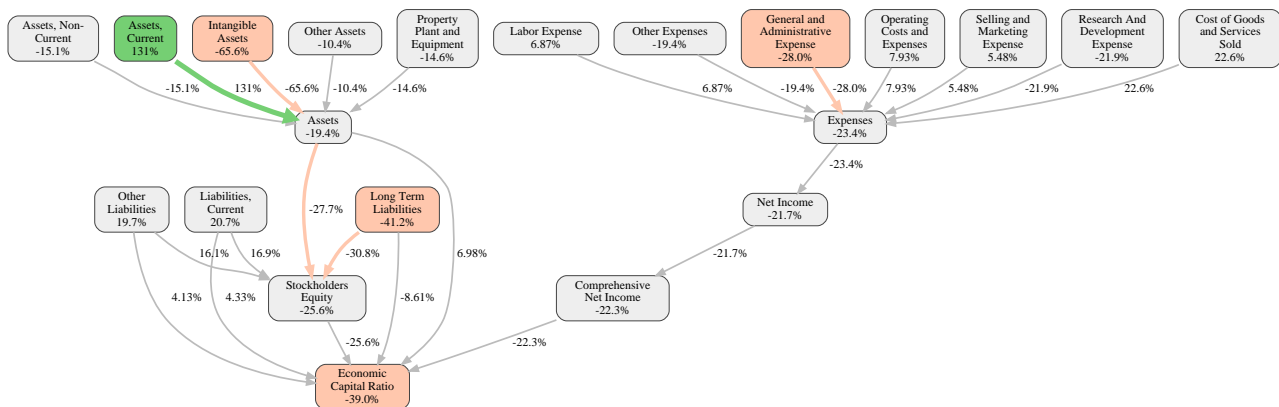 Assets, Non-
Current
-15.1%
Assets,
Current
131%
Intangible
Assets
-65.6%
Other Assets
-10.4%
Property
Plant and
Equipment
-14.6%
Labor Expense
6.87%
Other Expenses
-19.4%
General and
Administrative
Expense
-28.0%
Operating
Costs and
Expenses
7.93%
Selling and
Marketing
Expense
5.48%
Research And
Development
Expense
-21.9%
Cost of Goods
and Services
Sold
22.6%
-15.1%
131%
-65.6%
-10.4%
-14.6%
6.87%
-19.4%
-28.0%
7.93%
5.48%
-21.9%
22.6%
Assets
-19.4%
Expenses
-23.4%
-23.4%
Other
Liabilities
19.7%
Liabilities,
Current
20.7%
Long Term
Liabilities
-41.2%
-27.7%
Net Income
-21.7%
16.1%
16.9%
-30.8%
6.98%
-21.7%
Stockholders
Equity
-25.6%
Comprehensive
Net Income
-22.3%
4.13%
4.33%
-8.61%
-25.6%
-22.3%
Economic
Capital Ratio
-39.0%